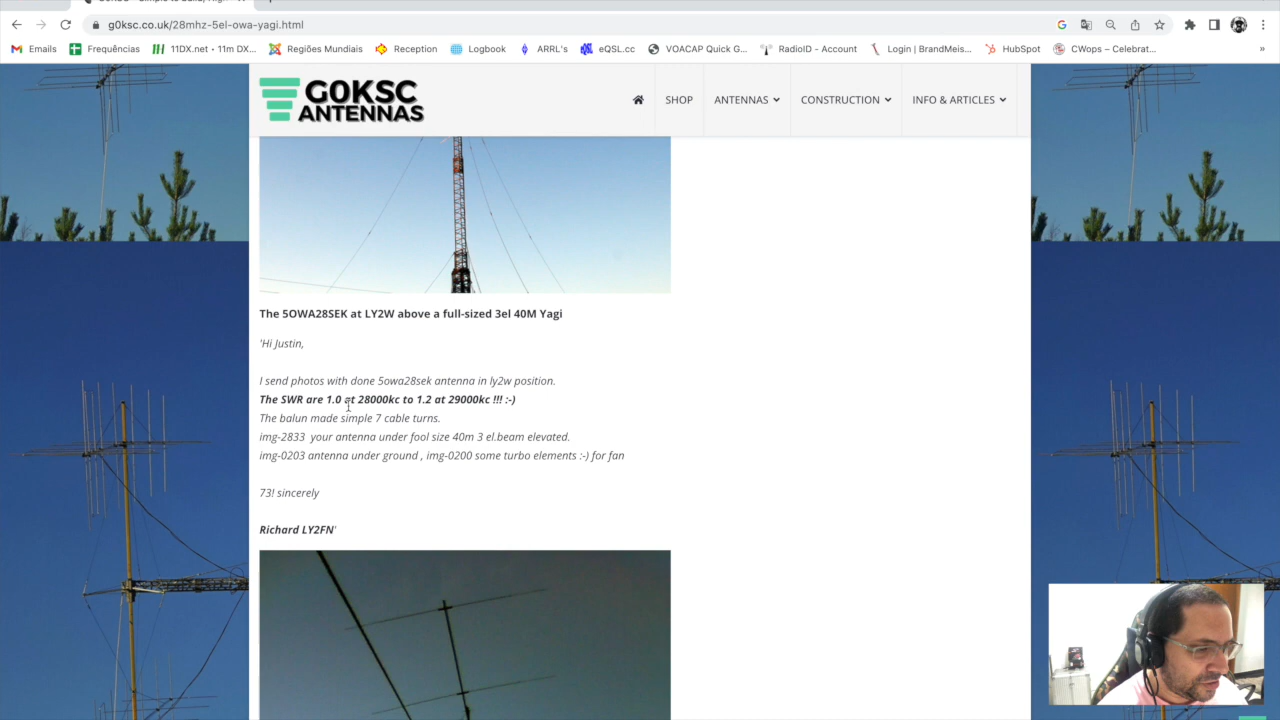 g0ksc.co.uk/28mhz-5el-owa-yagi.html
Emails
Frequências
11DX.net - 11m DX...
Regiões Mundiais
Reception
Logbook
ARRL's
eQSL.cc
VOACAP Quick G...
RadioID - Account
Login | BrandMeis...
HubSpot
CWops – Celebrat...
»
G0KSC
ANTENNAS
SHOP
ANTENNAS
CONSTRUCTION
INFO & ARTICLES
The 5OWA28SEK at LY2W above a full-sized 3el 40M Yagi
'Hi Justin,
I send photos with done 5owa28sek antenna in ly2w position.
The SWR are 1.0 at 28000kc to 1.2 at 29000kc !!! :-)
The balun made simple 7 cable turns.
img-2833 your antenna under fool size 40m 3 el.beam elevated.
img-0203 antenna under ground , img-0200 some turbo elements :-) for fan
73! sincerely
Richard LY2FN'